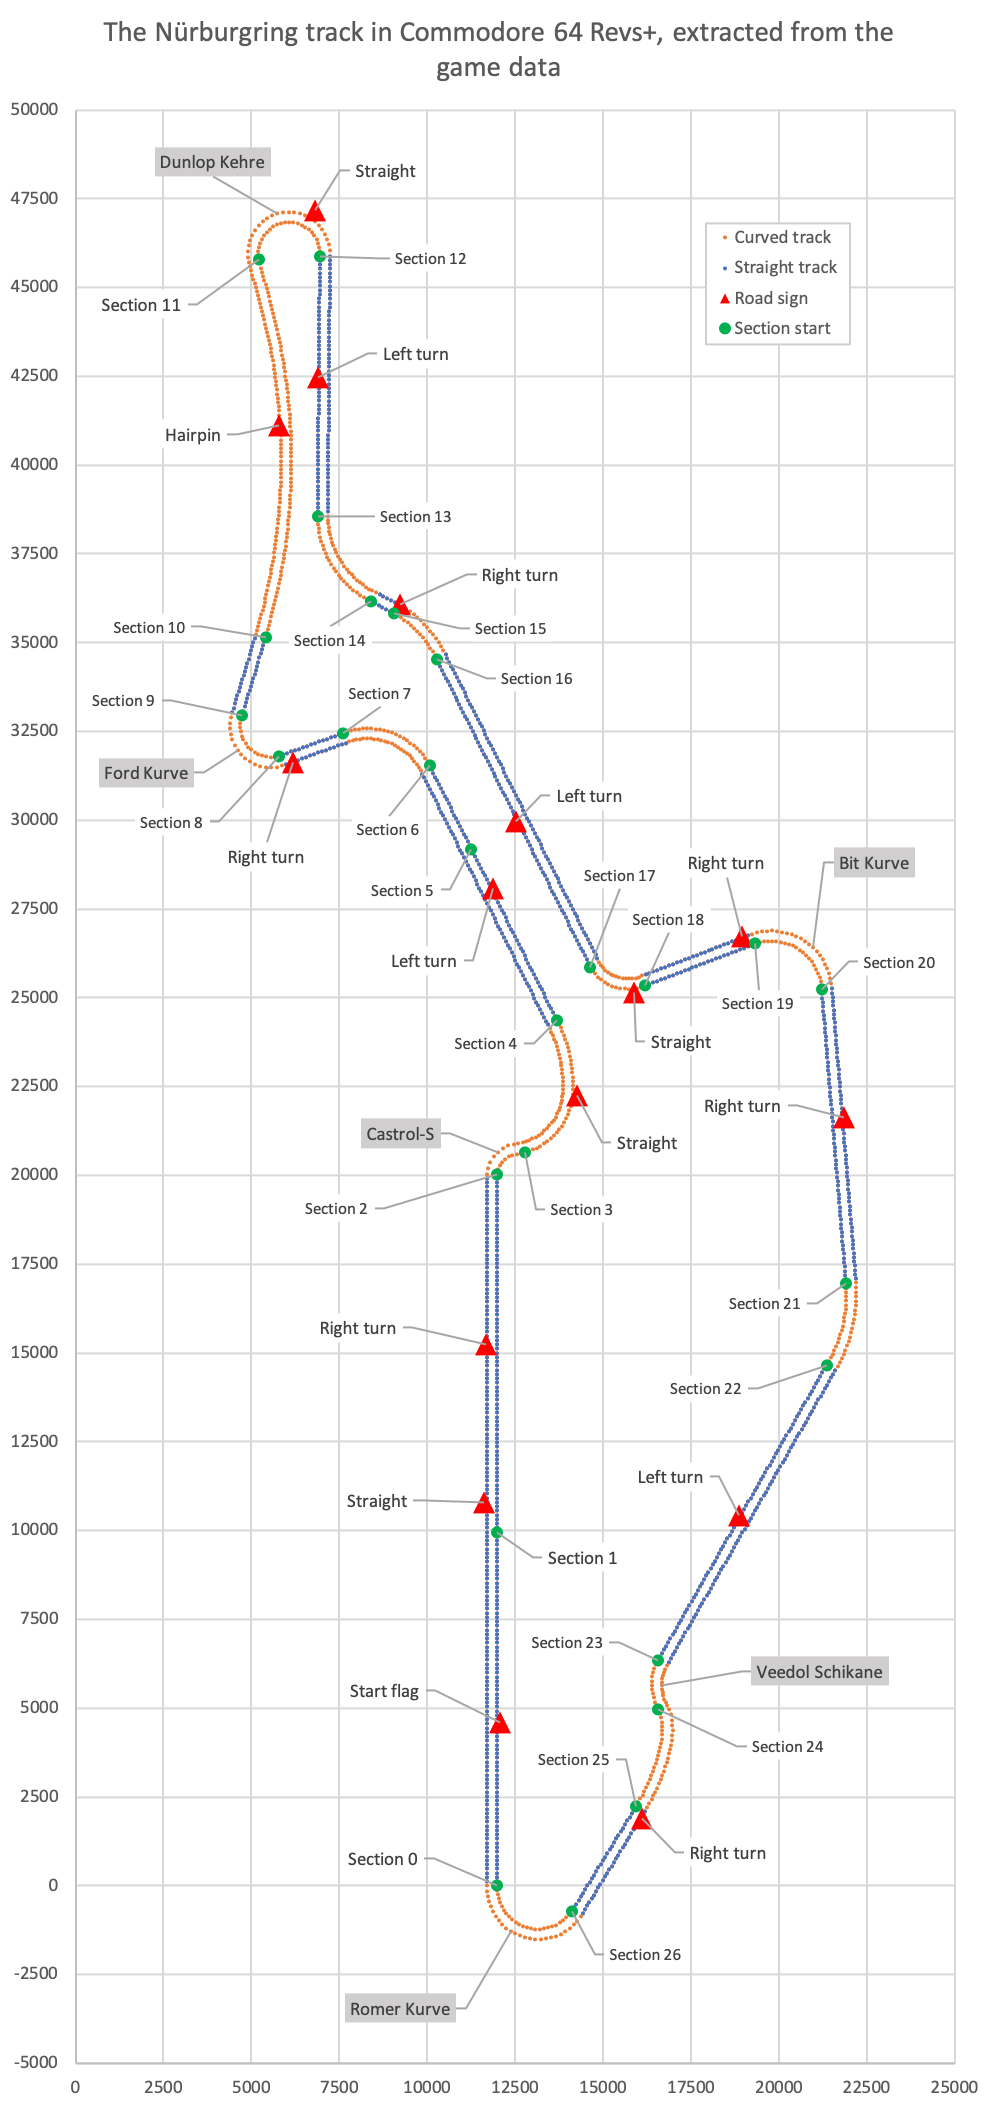 The Nürburgring track in Commodore 64 Revs+, extracted from the
game data
50000
47500
45000
42500
40000
37500
35000
32500
30000
27500
25000
22500
20000
17500
15000
12500
10000
7500
5000
2500
0
-2500
-5000
0
2500
5000
7500
10000
12500
15000
17500
20000
22500
25000
Curved track
Straight track
Road sign
Section start
Dunlop Kehre
Straight
Section 12
Section 11
Left turn
Hairpin
Section 13
Right turn
Section 10
Section 14
Section 15
Section 16
Section 7
Section 9
Ford Kurve
Left turn
Section 8
Section 6
Right turn
Section 17
Right turn
Bit Kurve
Section 5
Section 18
Left turn
Section 20
Section 19
Section 4
Straight
Right turn
Castrol-S
Straight
Section 2
Section 3
Section 21
Right turn
Section 22
Left turn
Straight
Section 1
Section 23
Veedol Schikane
Start flag
Section 24
Section 25
Right turn
Section 0
Section 26
Romer Kurve